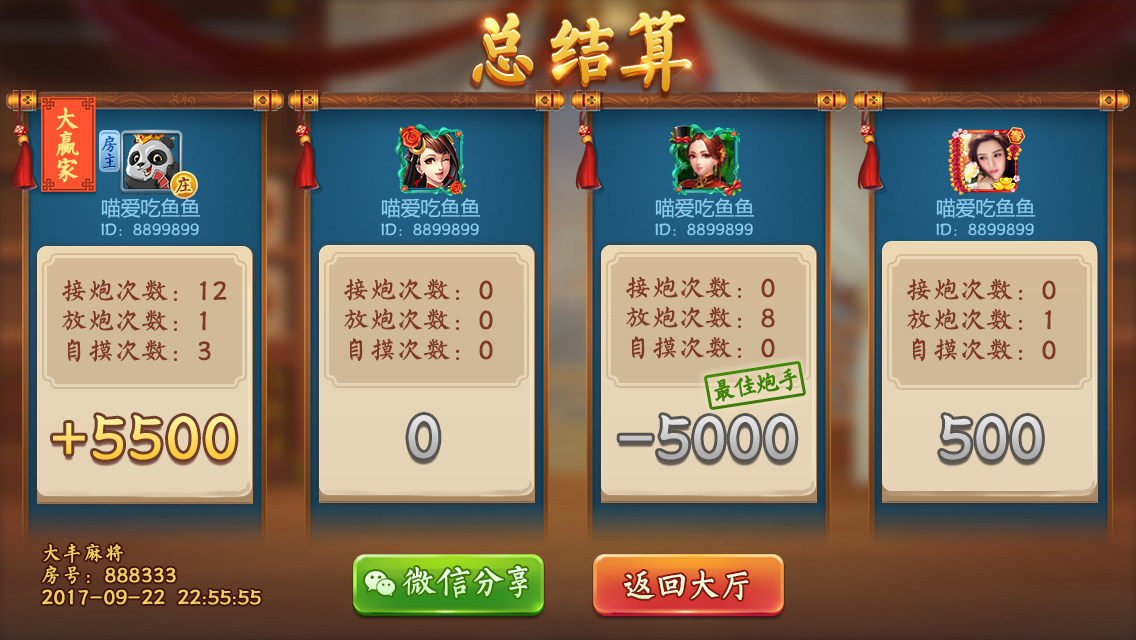 总结算
大赢家
房主
庄
喵爱吃鱼鱼
ID: 8899899
接炮次数: 12
放炮次数: 1
自摸次数: 3
+5500
喵爱吃鱼鱼
ID: 8899899
接炮次数: 0
放炮次数: 0
自摸次数: 0
0
喵爱吃鱼鱼
ID: 8899899
接炮次数: 0
放炮次数: 8
自摸次数: 0
最佳炮手
-5000
春
喵爱吃鱼鱼
ID: 8899899
接炮次数: 0
放炮次数: 1
自摸次数: 0
500
大丰麻将
房号: 888333
2017-09-22 22:55:55
微信分享
返回大厅